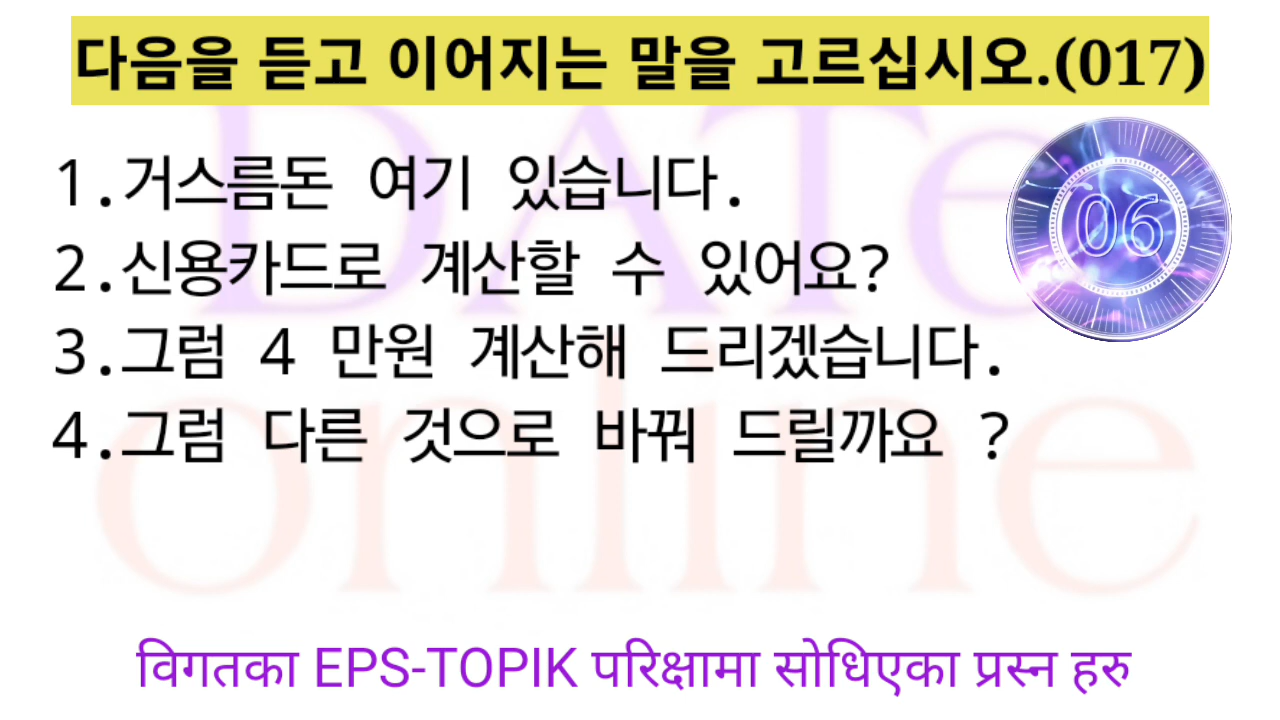 다음을 듣고 이어지는 말을 고르십시오.(017)
1.거스름돈 여기 있습니다.
06
2.신용카드로 계산할 수 있어요?
3.그럼 4 만원 계산해 드리겠습니다.
4.그럼 다른 것으로 바꿔 드릴까요 ?
DATe
online
विगतका EPS-TOPIK परिक्षामा सोधिएका प्रस्न हरु